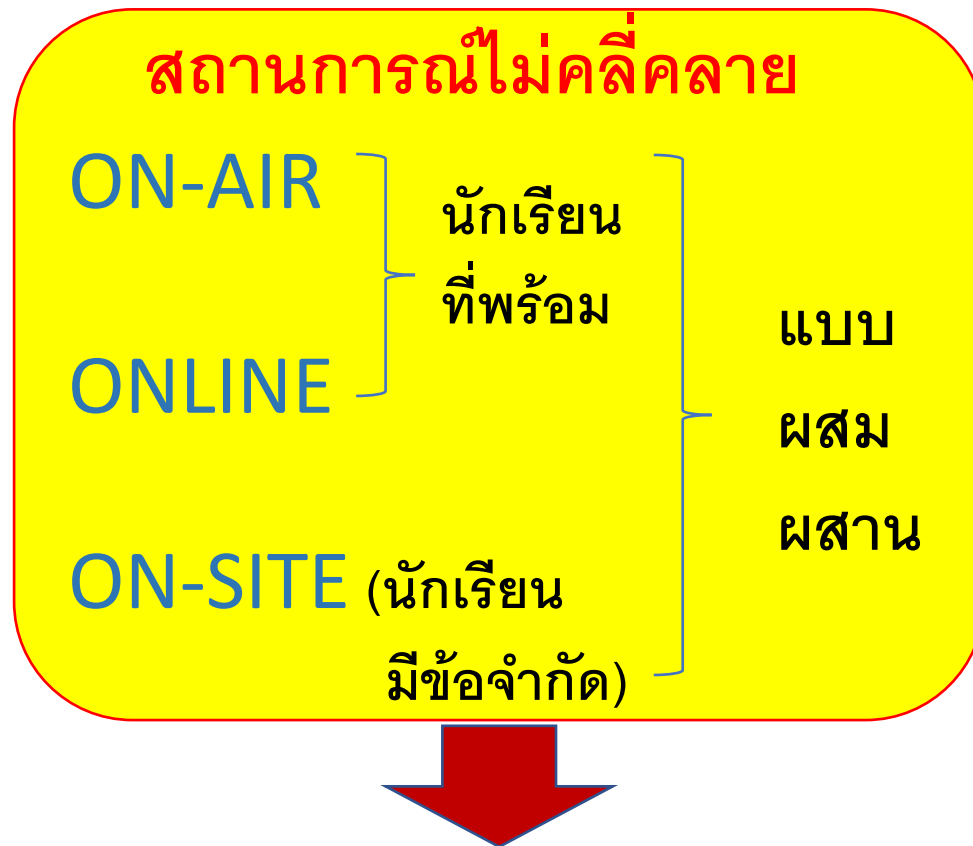 สถานการณ์ไม่คลี่คลาย
ON-AIR
นักเรียน
ที่พร้อม
ONLINE
ON-SITE (นักเรียน
มีข้อจำกัด)
แบบ
ผสม
ผสาน